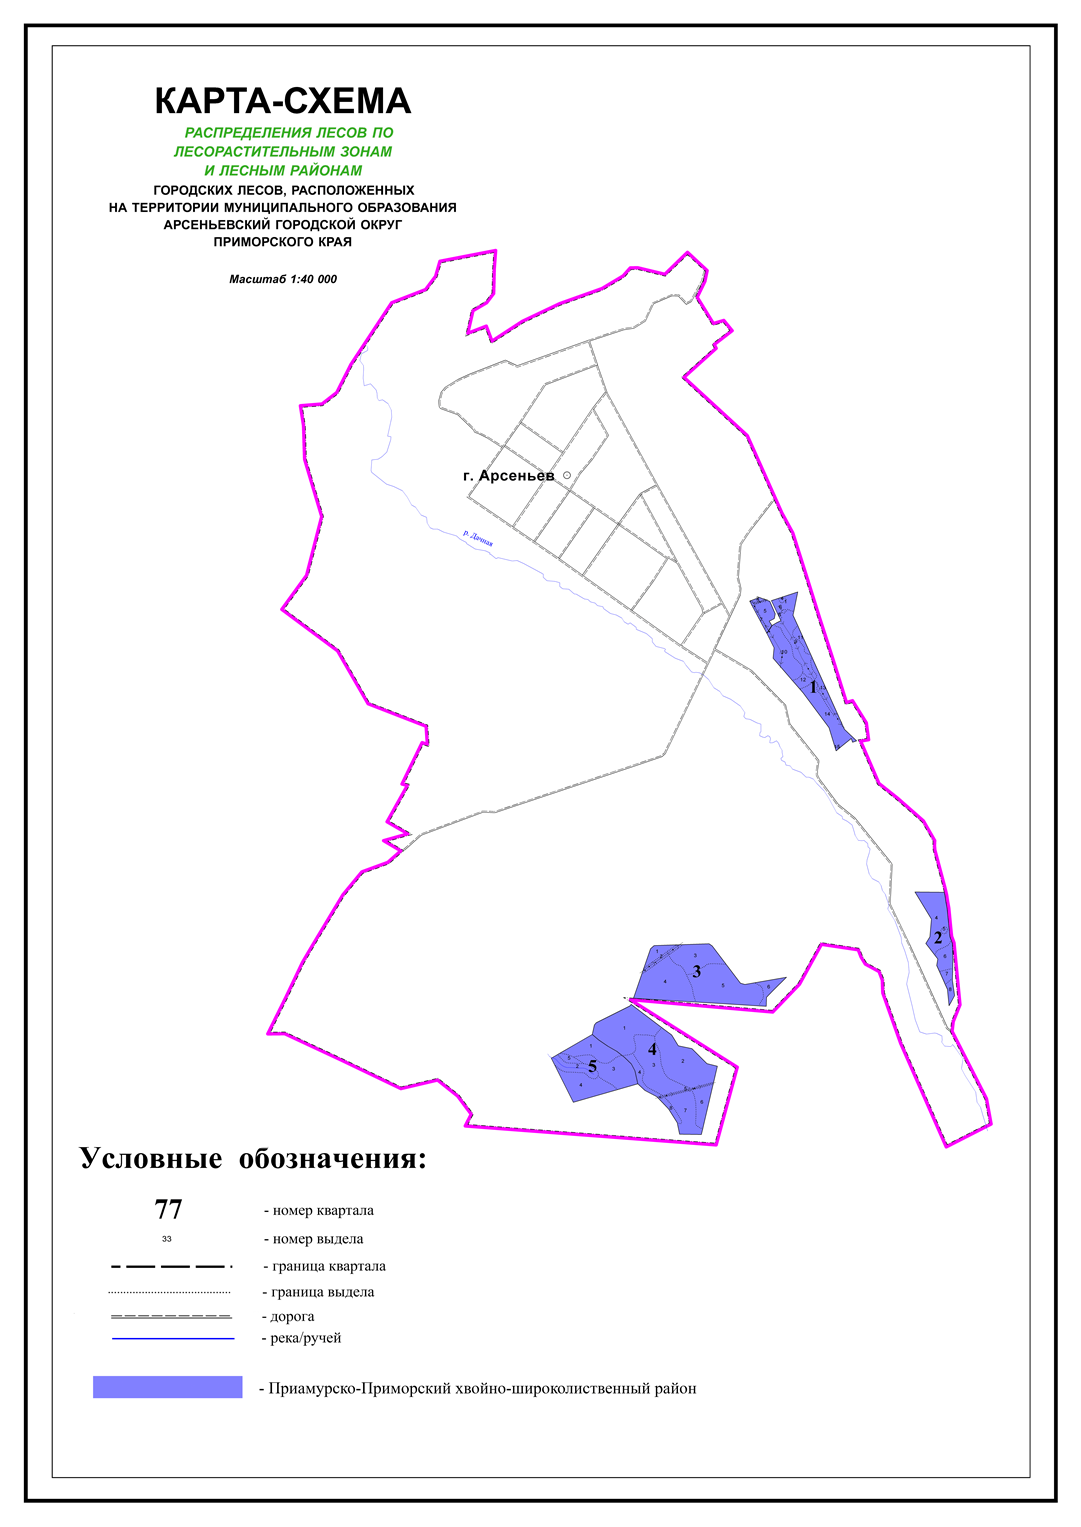 КАРТА-СХЕМА
РАСПРЕДЕЛЕНИЯ ЛЕСОВ ПО
ЛЕСОРАСТИТЕЛЬНЫМ ЗОНАМ
И ЛЕСНЫМ РАЙОНАМ
ГОРОДСКИХ ЛЕСОВ, РАСПОЛОЖЕННЫХ
НА ТЕРРИТОРИИ МУНИЦИПАЛЬНОГО ОБРАЗОВАНИЯ
АРСЕНЬЕВСКИЙ ГОРОДСКОЙ ОКРУГ
ПРИМОРСКОГО КРАЯ
Масштаб 1:40 000
г. Арсеньев
р. Дачная
1
2
3
4
5
Условные обозначения:
77 - номер квартала
33 - номер выдела
- граница квартала
- граница выдела
- дорога
- река/ручей
- Приамурско-Приморский хвойно-широколиственный район